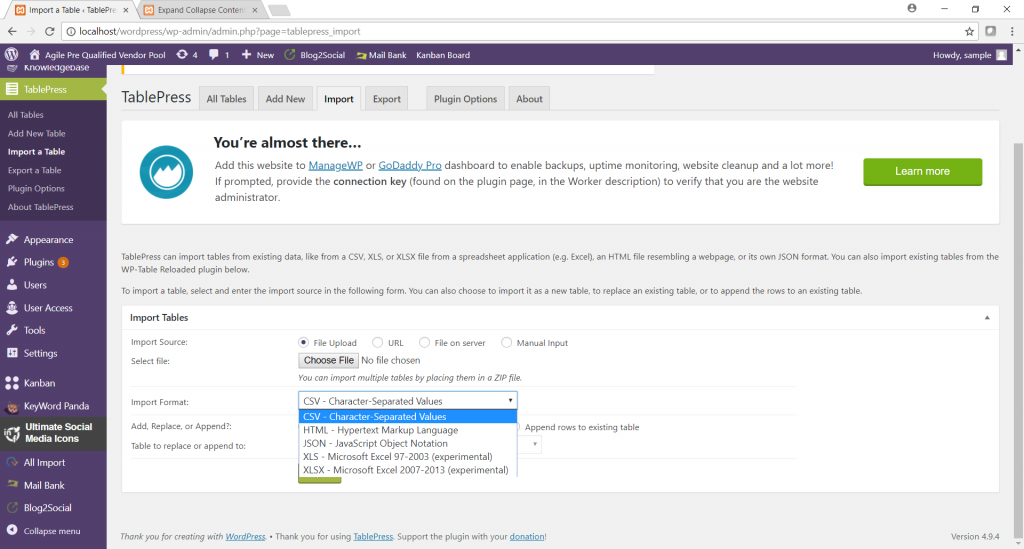 Import a Table ‹ TablePre
Expand Collapse Conten
localhost/wordpress/wp-admin/admin.php?page=tablepress_import
Agile Pre Qualified Vendor Pool
4
1
New
Blog2Social
Mail Bank
Kanban Board
Howdy, sample
Knowledgebase
TablePress
All Tables
Add New Table
Import a Table
Export a Table
Plugin Options
About TablePress
Appearance
Plugins 3
Users
User Access
Tools
Settings
Kanban
KeyWord Panda
Ultimate Social
Media Icons
All Import
Mail Bank
Blog2Social
Collapse menu
TablePress
All Tables
Add New
Import
Export
Plugin Options
About
You're almost there...
Add this website to ManageWP or GoDaddy Pro dashboard to enable backups, uptime monitoring, website cleanup and a lot more!
If prompted, provide the connection key (found on the plugin page, in the Worker description) to verify that you are the website
administrator.
Learn more
TablePress can import tables from existing data, like from a CSV, XLS, or XLSX file from a spreadsheet application (e.g. Excel), an HTML file resembling a webpage, or its own JSON format. You can also import existing tables from the
WP-Table Reloaded plugin below.
To import a table, select and enter the import source in the following form. You can also choose to import it as a new table, to replace an existing table, or to append the rows to an existing table.
Import Tables
Import Source:
File Upload
URL
File on server
Manual Input
Select file:
Choose File No file chosen
You can import multiple tables by placing them in a ZIP file.
Import Format:
CSV - Character-Separated Values
CSV - Character-Separated Values
HTML - Hypertext Markup Language
JSON - JavaScript Object Notation
XLS - Microsoft Excel 97-2003 (experimental)
XLSX - Microsoft Excel 2007-2013 (experimental)
Add, Replace, or Append?:
Append rows to existing table
Table to replace or append to:
Thank you for creating with WordPress. • Thank you for using TablePress. Support the plugin with your donation!
Version 4.9.4